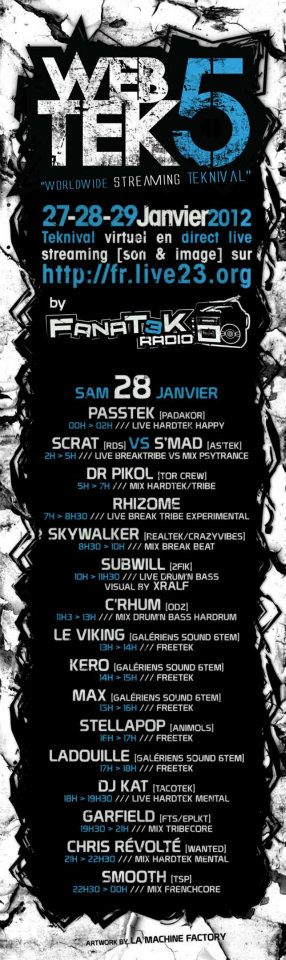 WEB
TEK 5
"WORLDWIDE STREAMING TEKNIVAL"
27-28-29 Janvier 2012
Teknival virtuel en direct live
streaming [son & image] sur
http://fr.live23.org
by
FANAT3K
RADIO
SAM 28 JANVIER
PASSTEK [PADAKOR]
00H > 02H /// LIVE HARDTEK HAPPY
SCRAT [RDS] VS S'MAD [AS'TEK]
2H > 5H /// LIVE BREAKTRIBE VS MIX PSYTRANCE
DR PIKOL [TOR CREW]
5H > 7H /// MIX HARDTEK/TRIBE
RHIZOME
7H > 8H30 /// LIVE BREAK TRIBE EXPERIMENTAL
SKYWALKER [REALTEK/CRAZYVIBES]
8H30 > 10H /// MIX BREAK BEAT
SUBWILL [2FIK]
10H > 11H30 /// LIVE DRUM'N BASS
VISUAL BY XRALF
C'RHUM [ODZ]
11H3 > 13H /// MIX DRUM'N BASS HARDRUM
LE VIKING [GALÉRIENS SOUND 6TEM]
13H > 14H /// FREETEK
KERO [GALÉRIENS SOUND 6TEM]
14H > 15H /// FREETEK
MAX [GALÉRIENS SOUND 6TEM]
15H > 16H /// FREETEK
STELLAPOP [ANIMOLS]
16H > 17H /// FREETEK
LADOUILLE [GALÉRIENS SOUND 6TEM]
17H > 18H /// FREETEK
DJ KAT [TACOTEK]
18H > 19H30 /// LIVE HARDTEK MENTAL
GARFIELD [FTS/EPLKT]
19H30 > 21H /// MIX TRIBECORE
CHRIS RÉVOLTÉ [WANTED]
21H > 22H30 /// MIX HARDTEK MENTAL
SMOOTH [TSP]
22H30 > 00H /// MIX FRENCHCORE
ARTWORK BY LA MACHINE FACTORY